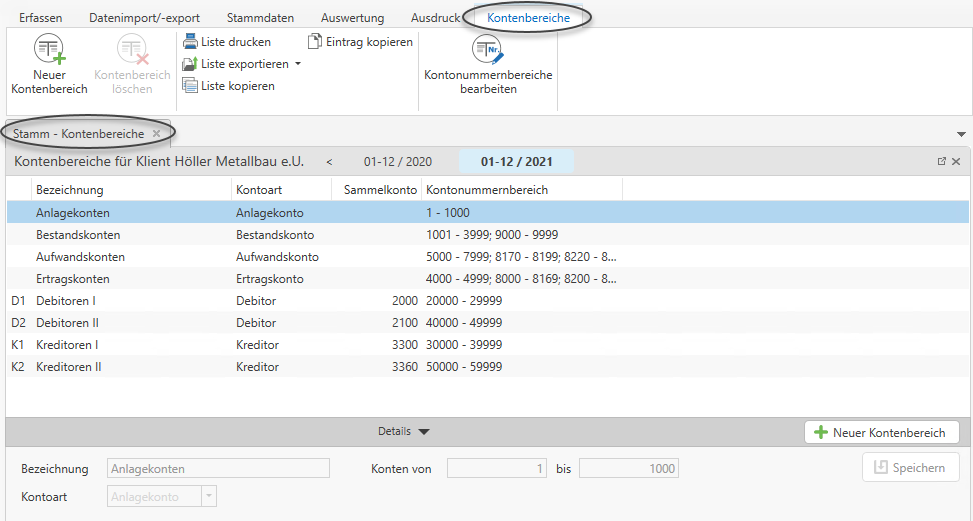 Erfassen Datenimport/-export Stammdaten Auswertung Ausdruck Kontenbereiche
Neuer Kontenbereich
Kontenbereich löschen
Liste drucken
Liste exportieren
Liste kopieren
Eintrag kopieren
Nr.
Kontonummernbereiche bearbeiten
Stamm - Kontenbereiche
Kontenbereiche für Klient Höller Metallbau e.U. < 01-12 / 2020 01-12 / 2021
Bezeichnung Kontoart Sammelkonto Kontonummernbereich
Anlagekonten Anlagekonto 1 - 1000
Bestandskonten Bestandskonto 1001 - 3999; 9000 - 9999
Aufwandskonten Aufwandskonto 5000 - 7999; 8170 - 8199; 8220 - 8...
Ertragskonten Ertragskonto 4000 - 4999; 8000 - 8169; 8200 - 8...
D1 Debitoren I Debitor 2000 20000 - 29999
D2 Debitoren II Debitor 2100 40000 - 49999
K1 Kreditoren I Kreditor 3300 30000 - 39999
K2 Kreditoren II Kreditor 3360 50000 - 59999
Details Neuer Kontenbereich
Bezeichnung Anlagekonten Konten von 1 bis 1000 Speichern
Kontoart Anlagekonto